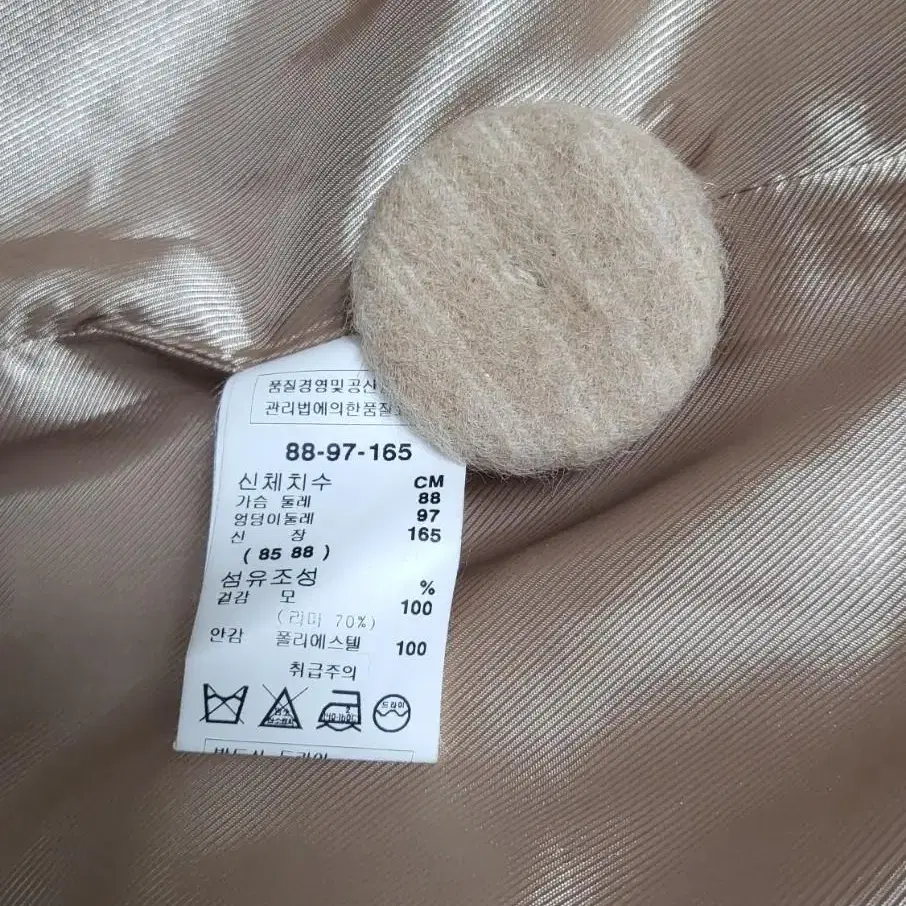 품질경영및공산
관리법에의한품질
88-97-165
신체치수 CM
가슴 둘레 88
엉덩이둘레 97
신 장 165
( 85 88 )
섬유조성 %
겉감 모 100
(라마 70%)
안감 폴리에스텔 100
취급주의
드라이